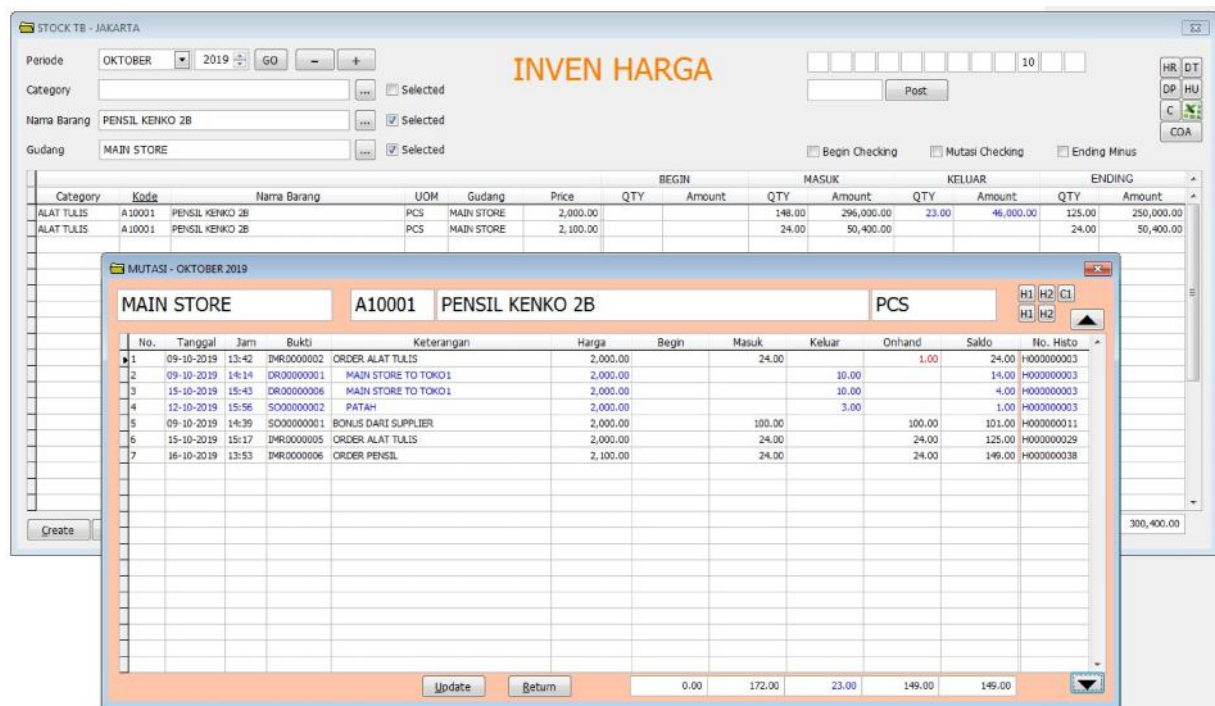 STOCK TB - JAKARTA
Periode OKTOBER 2019 GO - + INVEN HARGA 10 HR DT
Category ... Selected Post DP HU
Nama Barang PENSIL KENKO 2B ... Selected C
COA
Gudang MAIN STORE ... Selected Begin Checking Mutasi Checking Ending Minus
BEGIN MASUK KELUAR ENDING
Category Kode Nama Barang UOM Gudang Price QTY Amount QTY Amount QTY Amount QTY Amount
ALAT TULIS A10001 PENSIL KENKO 2B PCS MAIN STORE 2,000.00 148.00 296,000.00 23.00 46,000.00 125.00 250,000.00
ALAT TULIS A10001 PENSIL KENKO 2B PCS MAIN STORE 2,100.00 24.00 50,400.00 24.00 50,400.00
MUTASI - OKTOBER 2019
MAIN STORE A10001 PENSIL KENKO 2B PCS H1 H2 C1
H1 H2
No. Tanggal Jam Bukti Keterangan Harga Begin Masuk Keluar Onhand Saldo No. Histo
1 09-10-2019 13:42 IMR0000002 ORDER ALAT TULIS 2,000.00 24.00 1.00 24.00 H000000003
2 09-10-2019 14:14 DR00000001 MAIN STORE TO TOKO1 2,000.00 10.00 14.00 H000000003
3 15-10-2019 15:43 DR00000006 MAIN STORE TO TOKO1 2,000.00 10.00 4.00 H000000003
4 12-10-2019 15:56 SO00000002 PATAH 2,000.00 3.00 1.00 H000000003
5 09-10-2019 14:39 SO00000001 BONUS DARI SUPPLIER 2,000.00 100.00 100.00 101.00 H000000011
6 15-10-2019 15:17 IMR0000005 ORDER ALAT TULIS 2,000.00 24.00 24.00 125.00 H000000029
7 16-10-2019 13:53 IMR0000006 ORDER PENSIL 2,100.00 24.00 24.00 149.00 H000000038
Create 300,400.00
Update Return 0.00 172.00 23.00 149.00 149.00